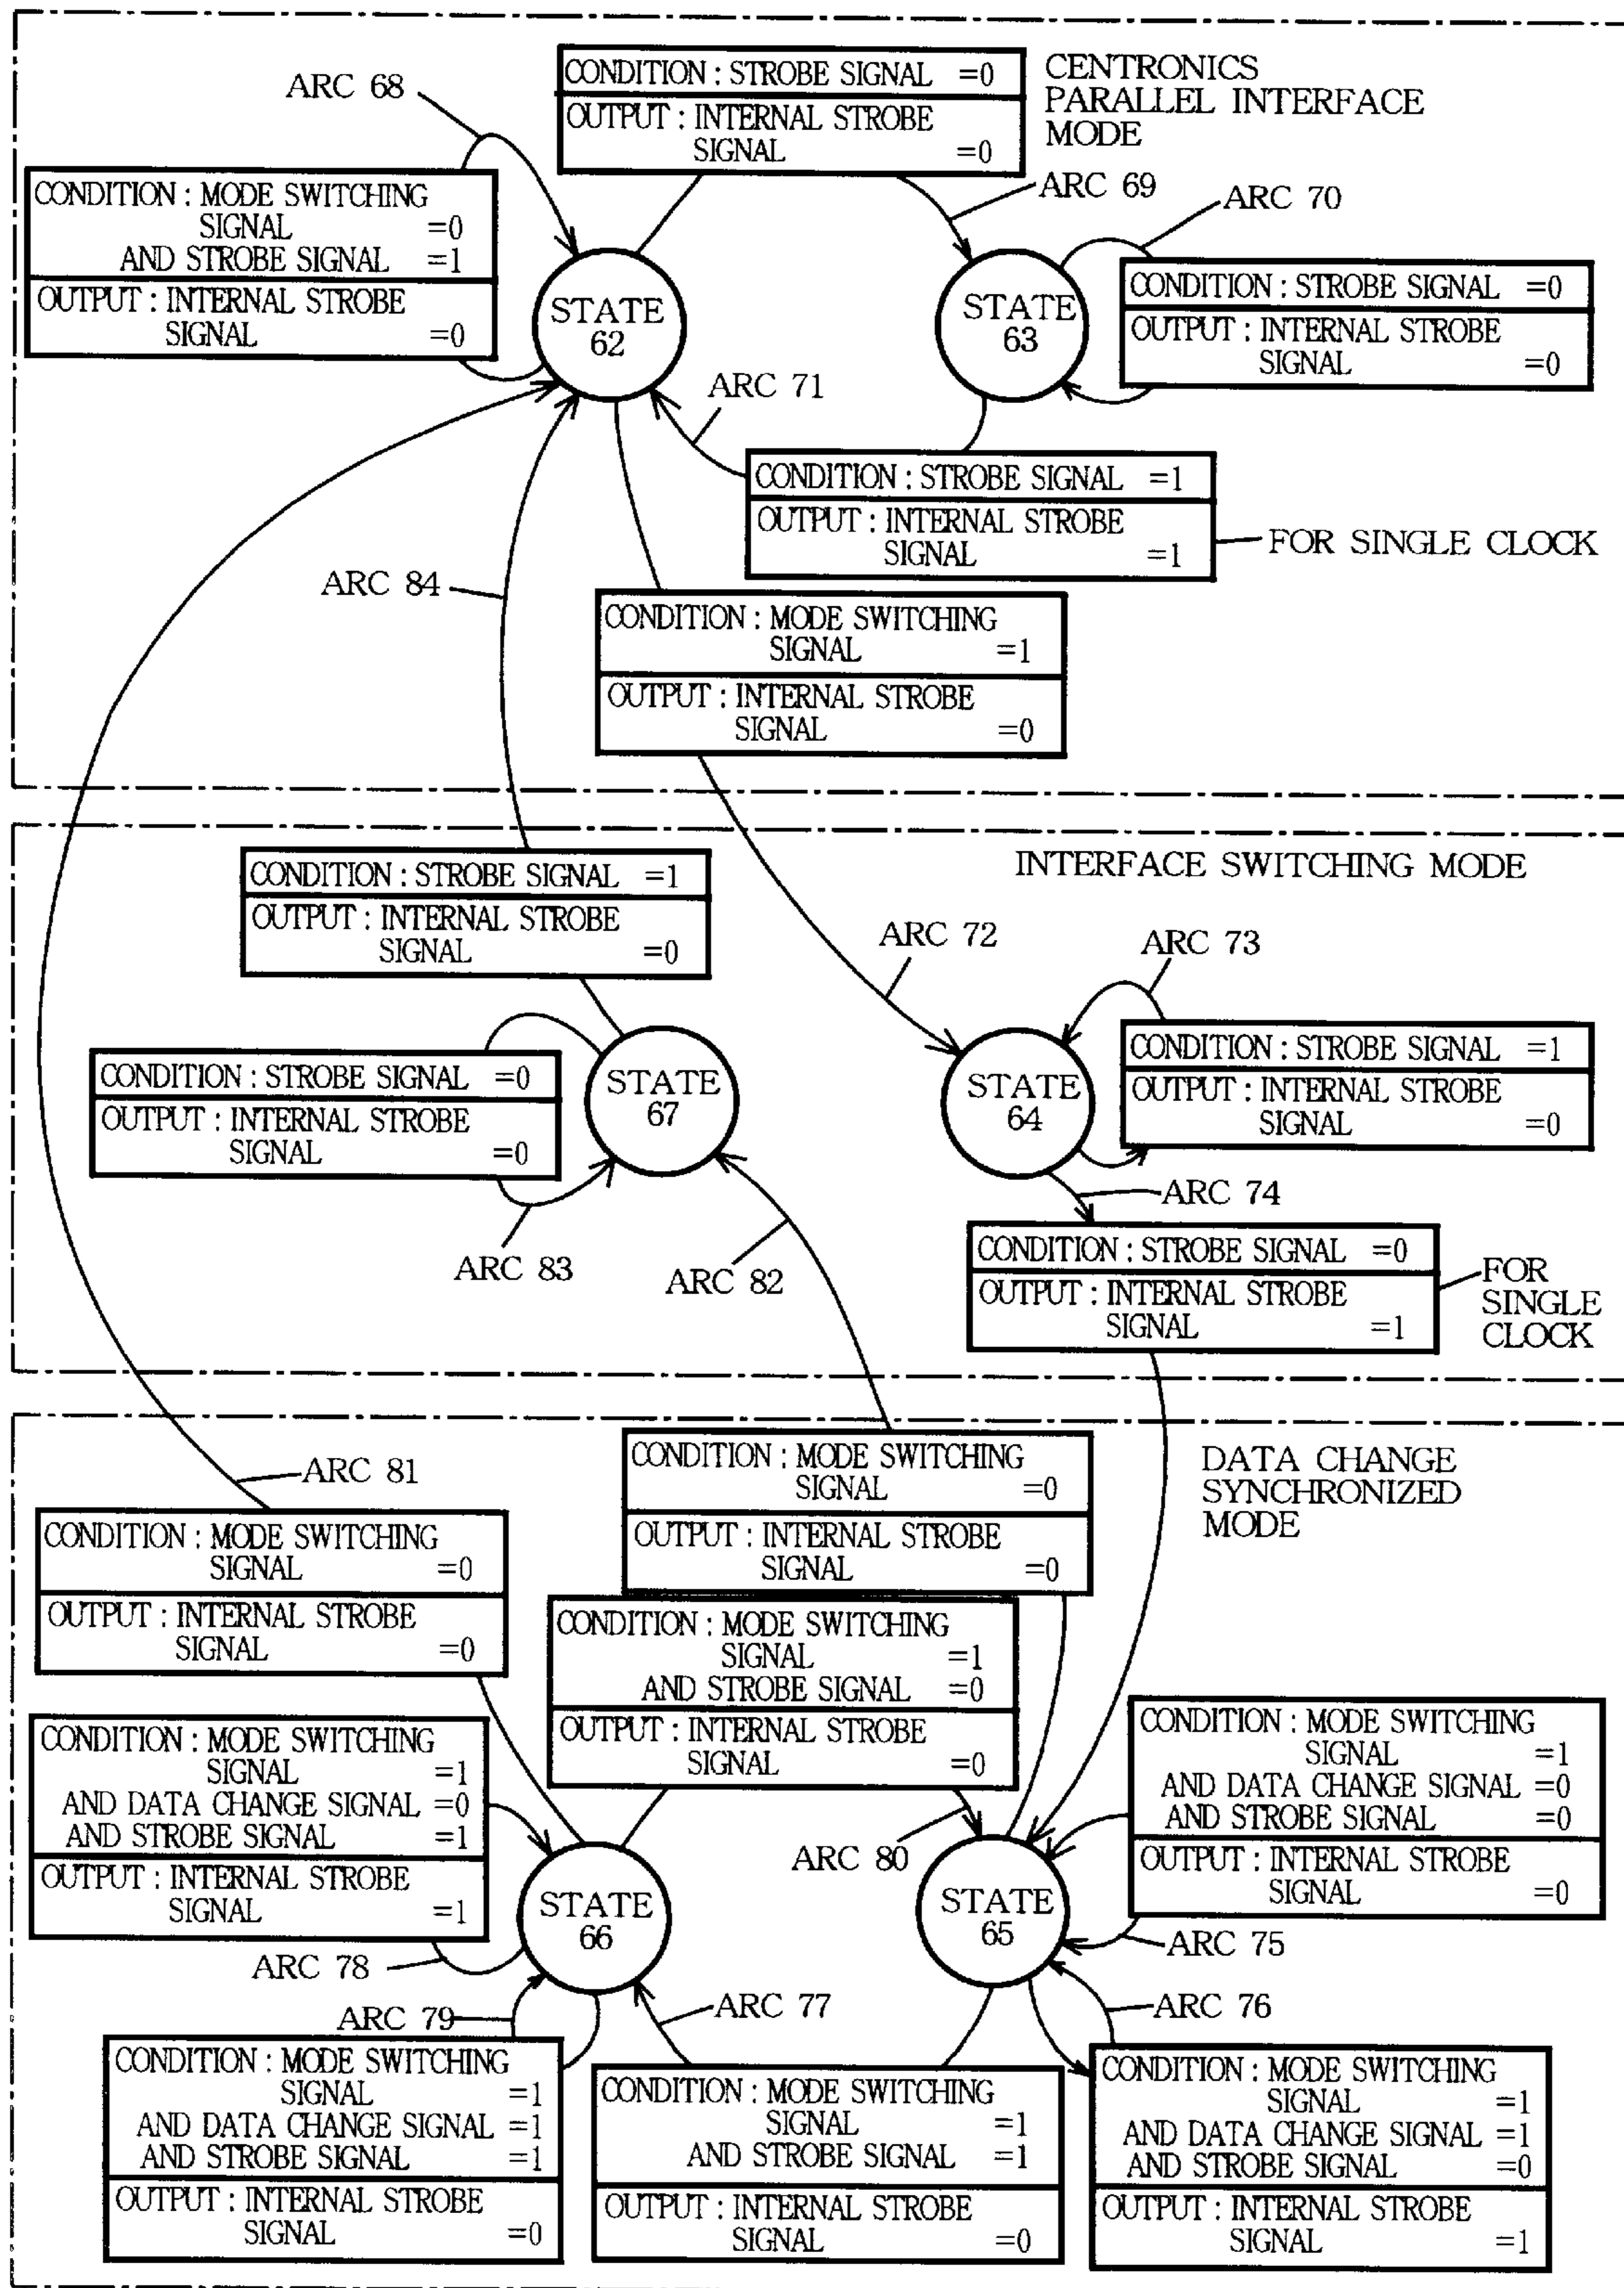 ARC 68
CONDITION : STROBE SIGNAL =0
OUTPUT : INTERNAL STROBE
SIGNAL =0
CENTRONICS
PARALLEL INTERFACE
MODE
ARC 69
ARC 70
CONDITION : MODE SWITCHING
SIGNAL =0
AND STROBE SIGNAL =1
OUTPUT : INTERNAL STROBE
SIGNAL =0
STATE
62
STATE
63
CONDITION : STROBE SIGNAL =0
OUTPUT : INTERNAL STROBE
SIGNAL =0
ARC 71
CONDITION : STROBE SIGNAL =1
OUTPUT : INTERNAL STROBE
SIGNAL =1
FOR SINGLE CLOCK
ARC 84
CONDITION : MODE SWITCHING
SIGNAL =1
OUTPUT : INTERNAL STROBE
SIGNAL =0
INTERFACE SWITCHING MODE
CONDITION : STROBE SIGNAL =1
OUTPUT : INTERNAL STROBE
SIGNAL =0
ARC 72
ARC 73
CONDITION : STROBE SIGNAL =0
OUTPUT : INTERNAL STROBE
SIGNAL =0
STATE
67
STATE
64
CONDITION : STROBE SIGNAL =1
OUTPUT : INTERNAL STROBE
SIGNAL =0
ARC 74
ARC 83
ARC 82
CONDITION : STROBE SIGNAL =0
OUTPUT : INTERNAL STROBE
SIGNAL =1
FOR
SINGLE
CLOCK
ARC 81
CONDITION : MODE SWITCHING
SIGNAL =0
OUTPUT : INTERNAL STROBE
SIGNAL =0
DATA CHANGE
SYNCHRONIZED
MODE
CONDITION : MODE SWITCHING
SIGNAL =0
OUTPUT : INTERNAL STROBE
SIGNAL =0
CONDITION : MODE SWITCHING
SIGNAL =1
AND STROBE SIGNAL =0
OUTPUT : INTERNAL STROBE
SIGNAL =0
CONDITION : MODE SWITCHING
SIGNAL =1
AND DATA CHANGE SIGNAL =0
AND STROBE SIGNAL =1
OUTPUT : INTERNAL STROBE
SIGNAL =1
CONDITION : MODE SWITCHING
SIGNAL =1
AND DATA CHANGE SIGNAL =0
AND STROBE SIGNAL =0
OUTPUT : INTERNAL STROBE
SIGNAL =0
ARC 80
STATE
66
STATE
65
ARC 78
ARC 75
ARC 79
ARC 77
ARC 76
CONDITION : MODE SWITCHING
SIGNAL =1
AND DATA CHANGE SIGNAL =1
AND STROBE SIGNAL =1
OUTPUT : INTERNAL STROBE
SIGNAL =0
CONDITION : MODE SWITCHING
SIGNAL =1
AND STROBE SIGNAL =1
OUTPUT : INTERNAL STROBE
SIGNAL =0
CONDITION : MODE SWITCHING
SIGNAL =1
AND DATA CHANGE SIGNAL =1
AND STROBE SIGNAL =0
OUTPUT : INTERNAL STROBE
SIGNAL =1